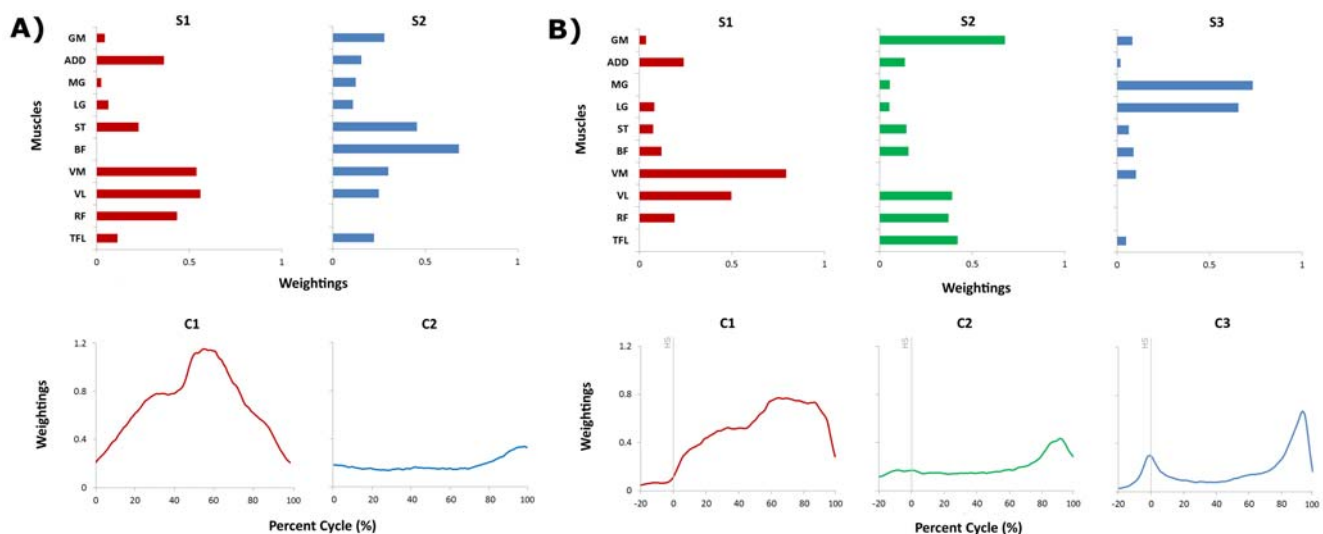 A)
S1
S2
GM
ADD
MG
LG
ST
BF
VM
VL
RF
TFL
Muscles
0 0.5 1
0 0.5 1
Weightings
C1
C2
1.2
0.8
0.4
0
Weightings
0 20 40 60 80 100
0 20 40 60 80 100
Percent Cycle (%)
B)
S1
S2
S3
GM
ADD
MG
LG
ST
BF
VM
VL
RF
TFL
Muscles
0 0.5 1
0 0.5 1
0 0.5 1
Weightings
C1
C2
C3
HS
HS
HS
1.2
0.8
0.4
0
Weightings
-20 0 20 40 60 80 100
-20 0 20 40 60 80 100
-20 0 20 40 60 80 100
Percent Cycle (%)